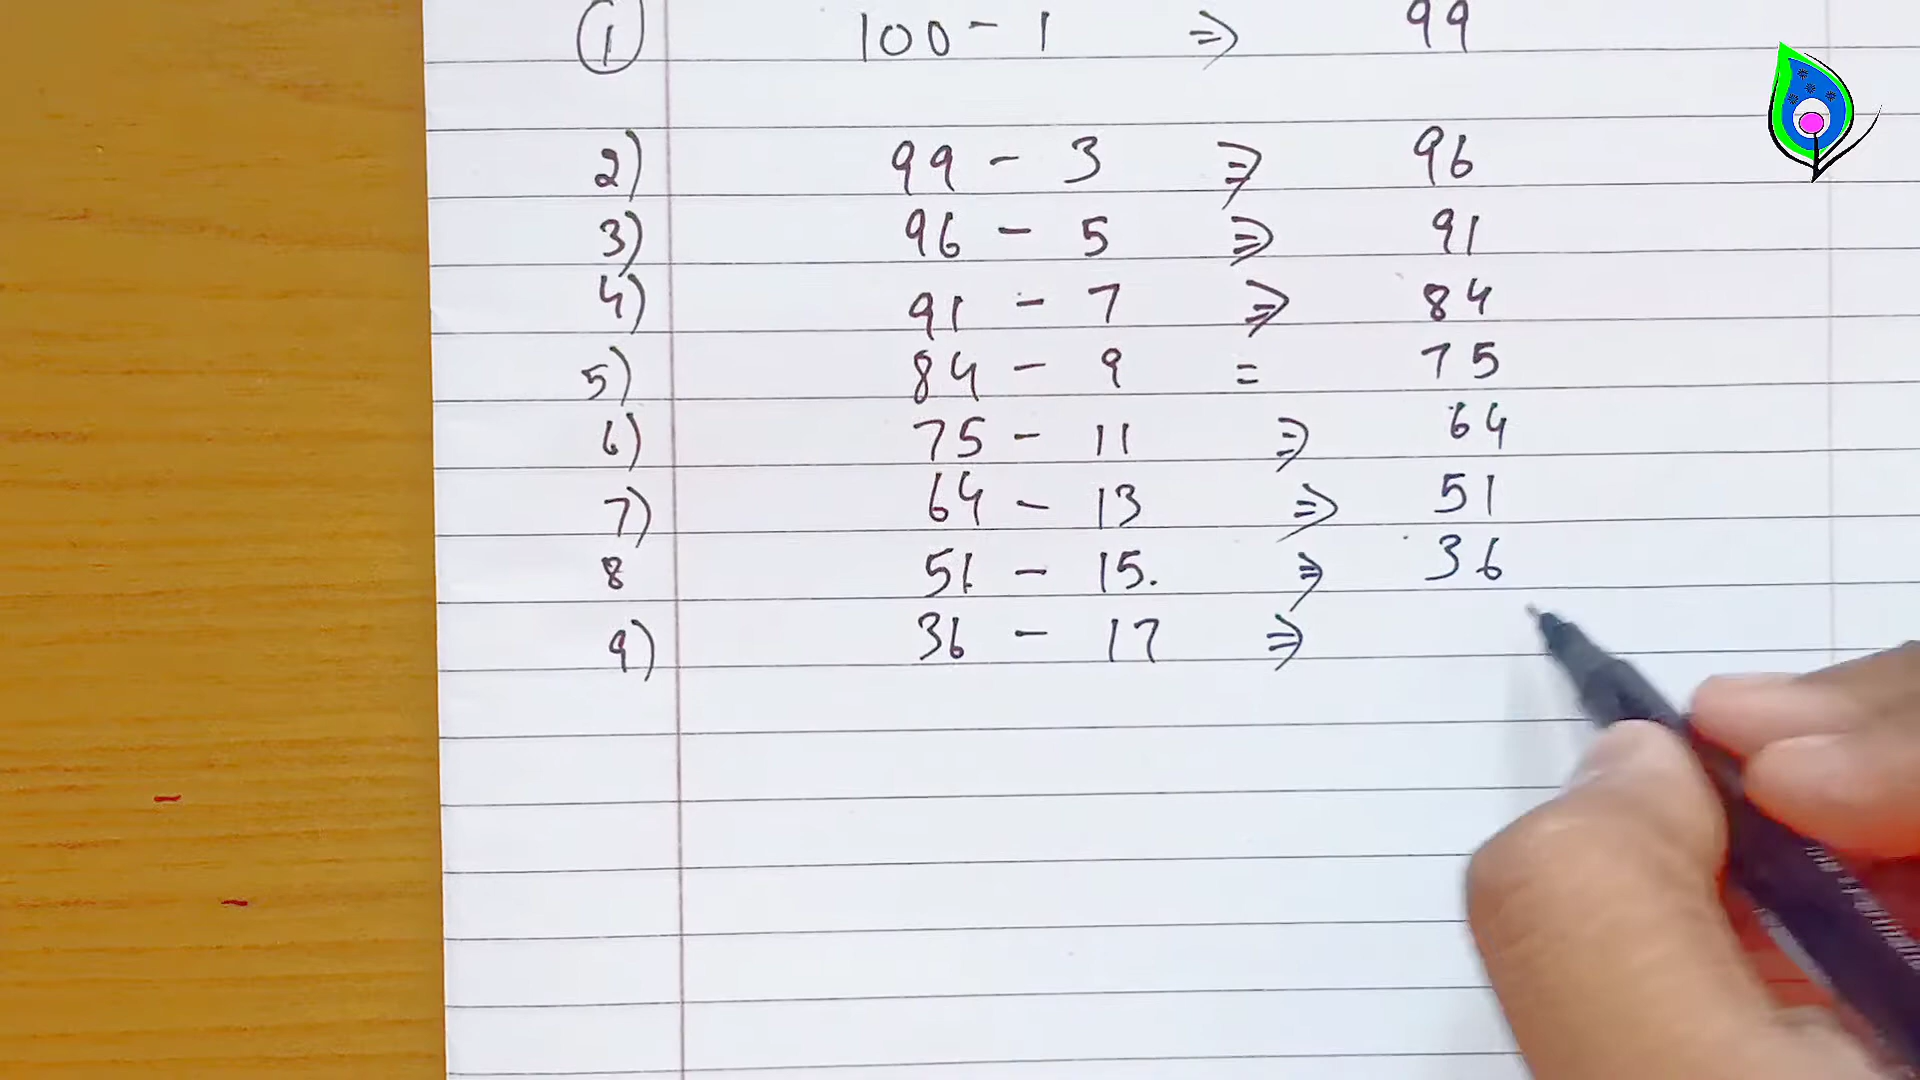 1 100 - 1 ⇒ 99
2) 99 - 3 ⇒ 96
3) 96 - 5 ⇒ 91
4) 91 - 7 ⇒ 84
5) 84 - 9 = 75
6) 75 - 11 ⇒ 64
7) 64 - 13 ⇒ 51
8 51 - 15. ⇒ 36
9) 36 - 17 ⇒